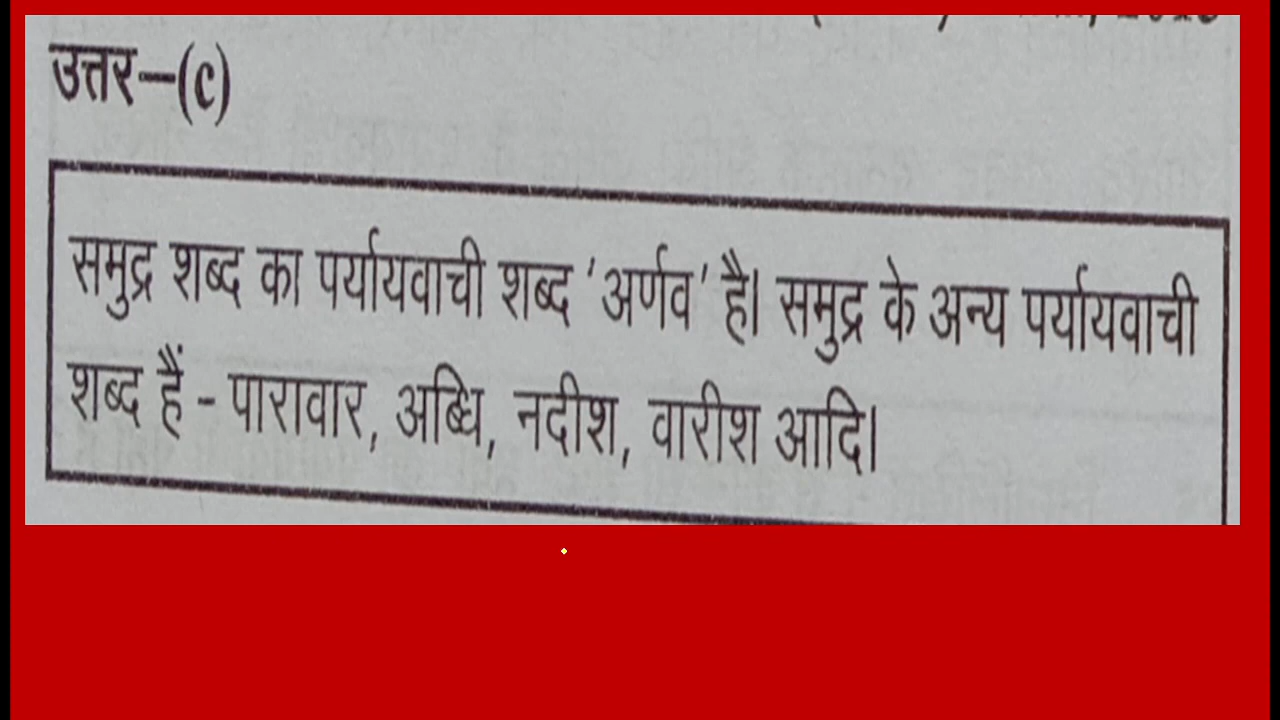 उत्तर–(c)
समुद्र शब्द का पर्यायवाची शब्द 'अर्णव' है। समुद्र के अन्य पर्यायवाची
शब्द हैं - पारावार, अब्धि, नदीश, वारीश आदि।